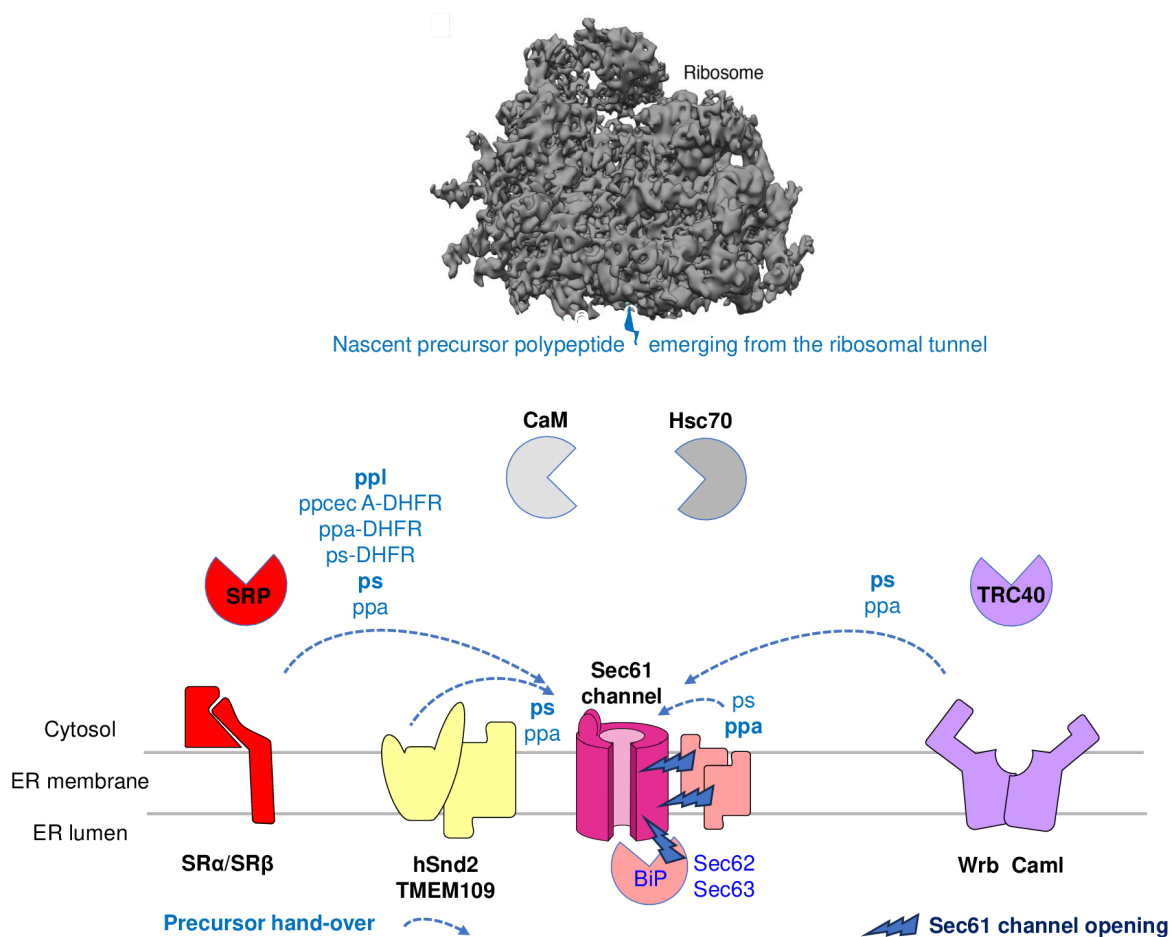 Ribosome
Nascent precursor polypeptide emerging from the ribosomal tunnel
CaM
Hsc70
ppl
ppcec A-DHFR
ppa-DHFR
ps-DHFR
ps
ppa
SRP
ps
ppa
TRC40
Sec61
channel
ps
ppa
ps
ppa
Cytosol
ER membrane
ER lumen
SRα/SRβ
hSnd2
TMEM109
BiP
Sec62
Sec63
Wrb Caml
Precursor hand-over
Sec61 channel opening